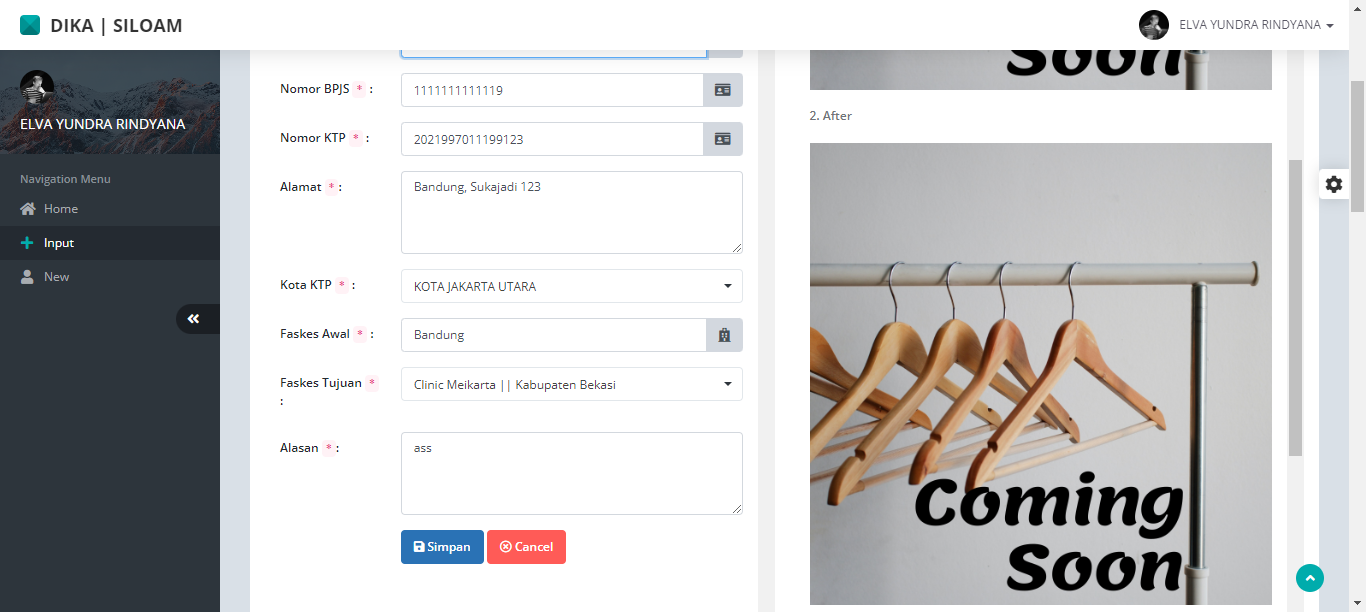 DIKA | SILOAM
ELVA YUNDRA RINDYANA
ELVA YUNDRA RINDYANA
Navigation Menu
Home
Input
New
Nomor BPJS * :
1111111111119
Nomor KTP * :
2021997011199123
Alamat * :
Bandung, Sukajadi 123
Kota KTP * :
KOTA JAKARTA UTARA
Faskes Awal * :
Bandung
Faskes Tujuan *
:
Clinic Meikarta || Kabupaten Bekasi
Alasan * :
ass
Simpan
Cancel
Soon
2. After
Coming
Soon